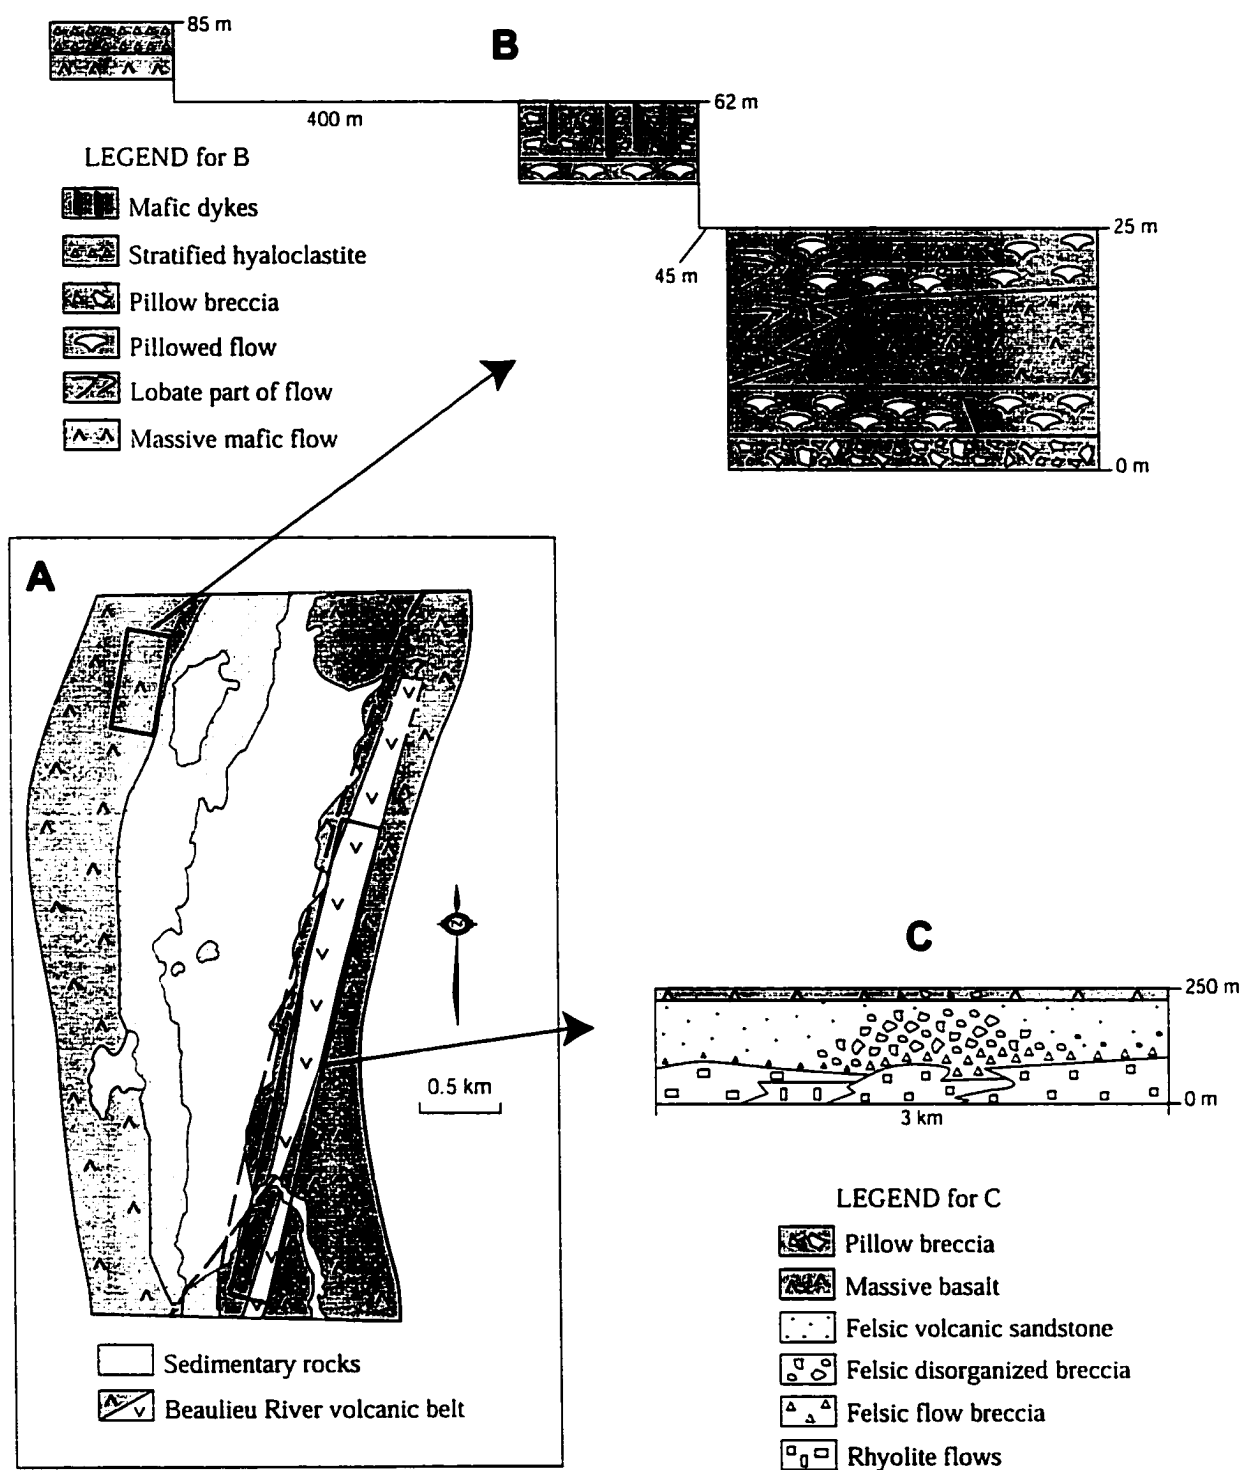 85 m
B
62 m
400 m
LEGEND for B
Mafic dykes
Stratified hyaloclastite
Pillow breccia
Pillowed flow
Lobate part of flow
Massive mafic flow
25 m
45 m
0 m
A
N
0.5 km
Sedimentary rocks
Beaulieu River volcanic belt
C
250 m
0 m
3 km
LEGEND for C
Pillow breccia
Massive basalt
Felsic volcanic sandstone
Felsic disorganized breccia
Felsic flow breccia
Rhyolite flows